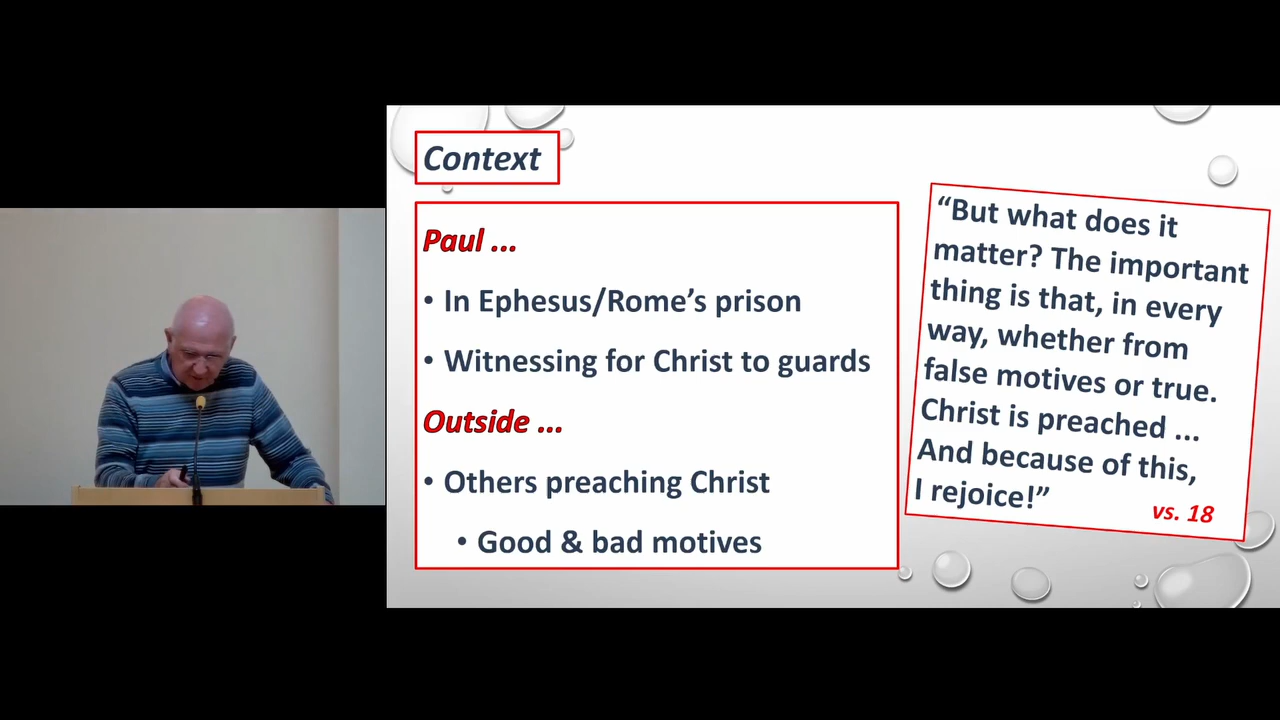 Context
Paul ...
• In Ephesus/Rome’s prison
• Witnessing for Christ to guards
Outside ...
• Others preaching Christ
• Good & bad motives
“But what does it
matter? The important
thing is that, in every
way, whether from
false motives or true.
Christ is preached ...
And because of this,
I rejoice!”
vs. 18